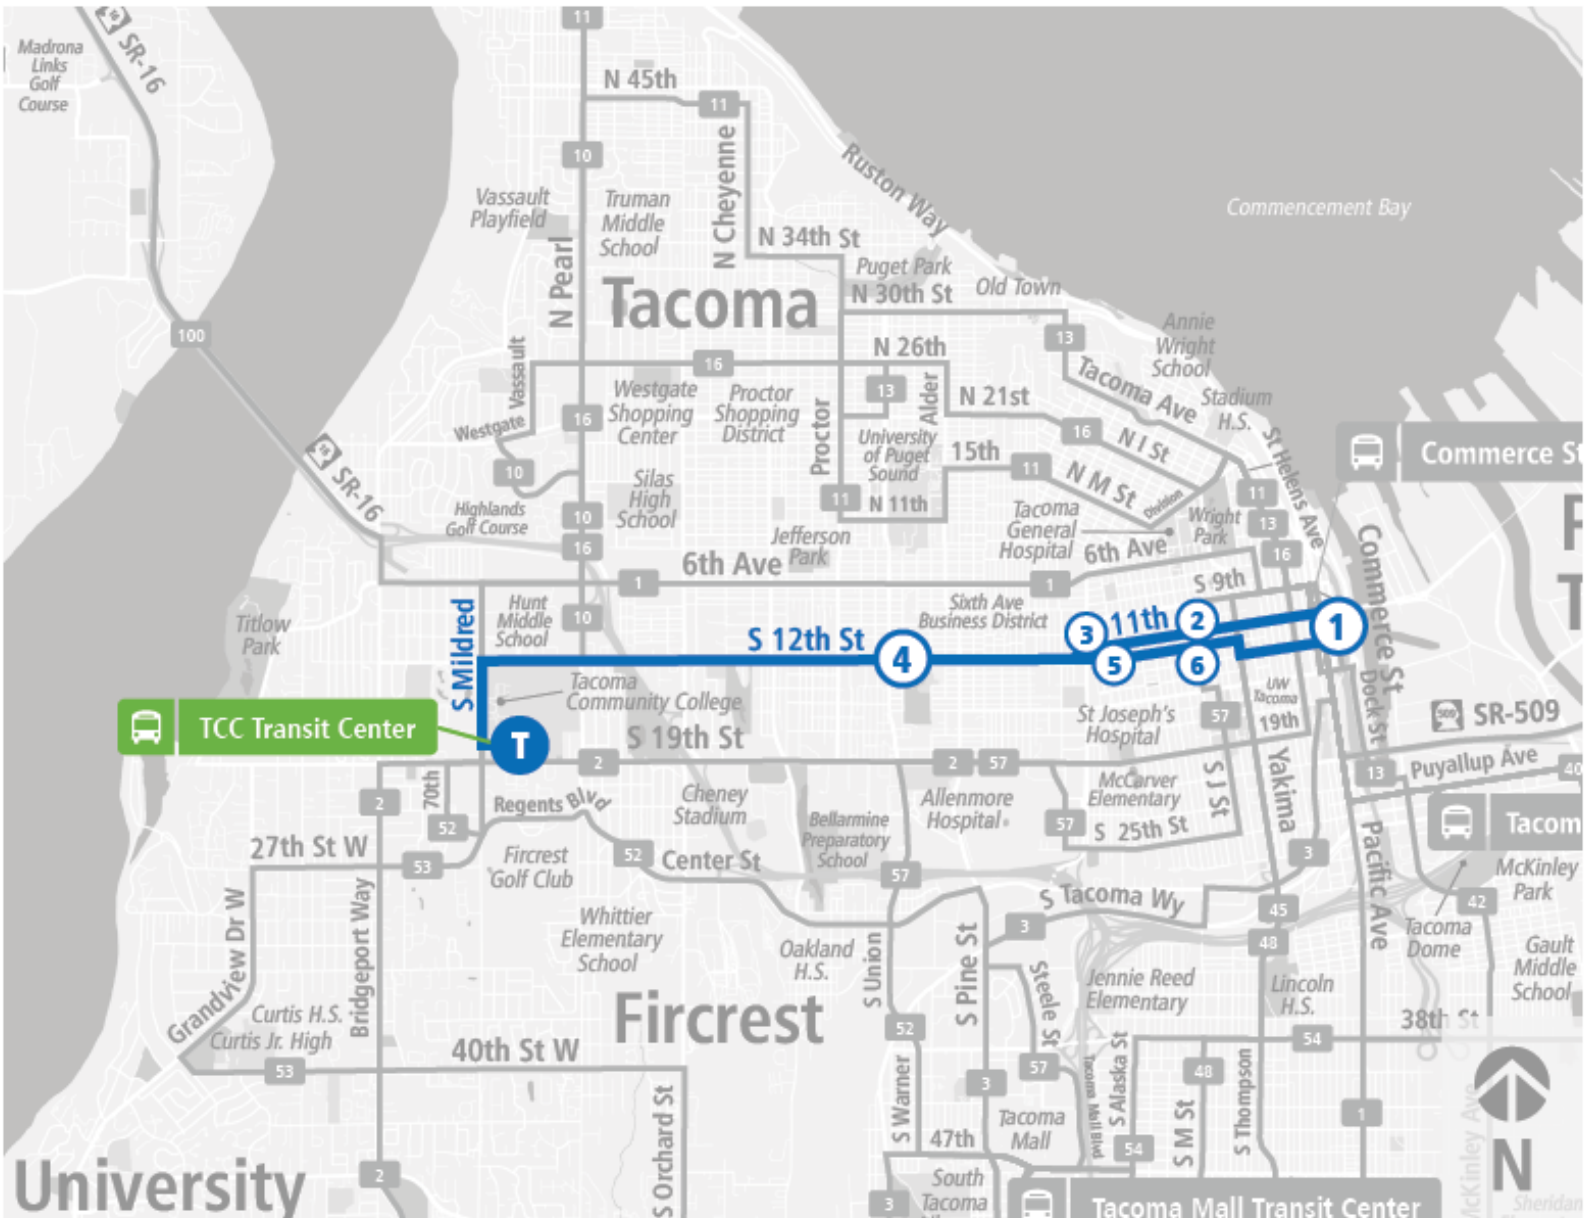 11
SR-16
Madrona
Links
Golf
Course
N 45th
11
10
N Cheyenne
Ruston Way
Vassault
Playfield
Truman
Middle
School
Commencement Bay
N Pearl
N 34th St
Puget Park
Old Town
N 30th St
Tacoma
100
13
Annie
Wright
School
N 26th
16
Vassault
Westgate
Shopping
Center
Proctor
Shopping
District
13
Alder
Tacoma Ave
N 21st
Stadium
H.S.
16
Westgate
Proctor
University
of Puget
Sound
16
N I St
St Helens Ave
Commerce St
15th
11
N M St
10
SR-16
Silas
High
School
Highlands
Golf Course
11
N 11th
Division
11
10
Tacoma
General
Hospital
Wright
Park
13
Jefferson
Park
16
6th Ave
16
6th Ave
1
1
S 9th
Commerce St
Hunt
Middle
School
10
Sixth Ave
Business District
Titlow
Park
S Mildred
S 12th St
11th
3
2
1
4
5
6
Tacoma
Community College
UW
Tacoma
Dock St
TCC Transit Center
T
S 19th St
St Joseph's
Hospital
57
19th
509
SR-509
2
2
57
McCarver
Elementary
S J St
Yakima
13
Puyallup Ave
40
70th
2
Regents Blvd
Cheney
Stadium
Allenmore
Hospital
52
57
S 25th St
Tacom
Bellarmine
Preparatory
School
27th St W
53
Fircrest
Golf Club
52
Center St
57
3
Pacific Ave
McKinley
Park
S Tacoma Wy
45
42
Grandview Dr W
Bridgeport Way
Whittier
Elementary
School
Oakland
H.S.
S Union
S Pine St
3
48
Tacoma
Dome
Gault
Middle
School
Steele St
Jennie Reed
Elementary
Lincoln
H.S.
Curtis H.S.
Curtis Jr. High
Fircrest
52
38th St
54
40th St W
53
S Warner
3
57
Tacoma Mall Blvd
S Alaska St
48
S Thompson
1
S Orchard St
Tacoma
Mall
S M St
McKinley Ave
N
47th
54
University
2
3
South
Tacoma
Tacoma Mall Transit Center
Sheridan